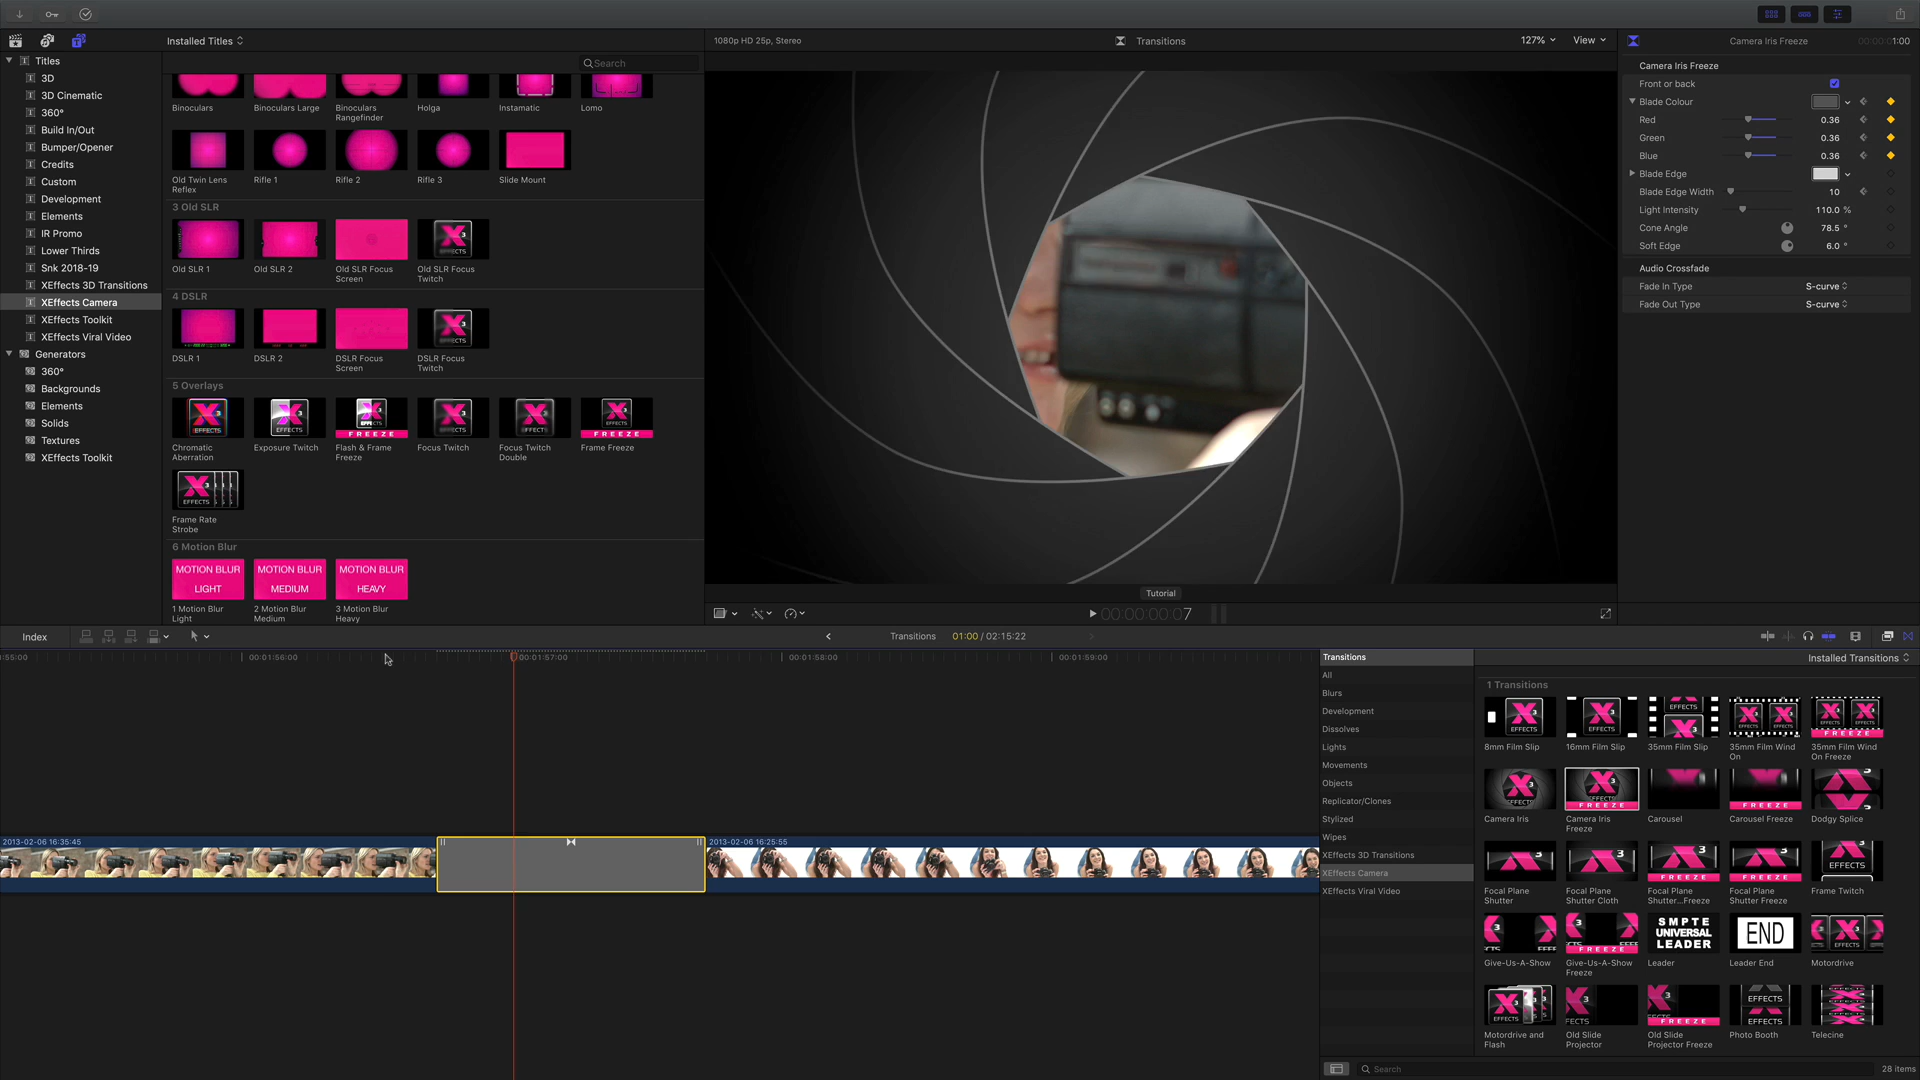 Installed Titles
1080p HD 25p, Stereo
Transitions
127%
View
Camera Iris Freeze
1:00
Titles
3D
3D Cinematic
360°
Build In/Out
Bumper/Opener
Credits
Custom
Development
Elements
IR Promo
Lower Thirds
Snk 2018-19
XEffects 3D Transitions
XEffects Camera
XEffects Toolkit
XEffects Viral Video
Generators
360°
Backgrounds
Elements
Solids
Textures
XEffects Toolkit
Search
Binoculars
Binoculars Large
Binoculars
Rangefinder
Holga
Instamatic
Lomo
Old Twin Lens
Reflex
Rifle 1
Rifle 2
Rifle 3
Slide Mount
3 Old SLR
Old SLR 1
Old SLR 2
Old SLR Focus
Screen
Old SLR Focus
Twitch
4 DSLR
DSLR 1
DSLR 2
DSLR Focus
Screen
DSLR Focus
Twitch
5 Overlays
Chromatic
Aberration
Exposure Twitch
Flash & Frame
Freeze
Focus Twitch
Focus Twitch
Double
Frame Freeze
Frame Rate
Strobe
6 Motion Blur
MOTION BLUR
LIGHT
MOTION BLUR
MEDIUM
MOTION BLUR
HEAVY
1 Motion Blur
Light
2 Motion Blur
Medium
3 Motion Blur
Heavy
Tutorial
00:00:00:07
Camera Iris Freeze
Front or back
Blade Colour
Red 0.36
Green 0.36
Blue 0.36
Blade Edge
Blade Edge Width 10
Light Intensity 110.0 %
Cone Angle 78.5 °
Soft Edge 6.0 °
Audio Crossfade
Fade In Type S-curve
Fade Out Type S-curve
Index
Transitions 01:00 / 02:15:22
:55:00
00:01:56:00
00:01:57:00
00:01:58:00
00:01:59:00
2013-02-06 16:35:45
2013-02-06 16:25:55
Transitions
All
Blurs
Development
Dissolves
Lights
Movements
Objects
Replicator/Clones
Stylized
Wipes
XEffects 3D Transitions
XEffects Camera
XEffects Viral Video
Installed Transitions
1 Transitions
8mm Film Slip
16mm Film Slip
35mm Film Slip
35mm Film Wind
On
35mm Film Wind
On Freeze
Camera Iris
Camera Iris
Freeze
Carousel
Carousel Freeze
Dodgy Splice
Focal Plane
Shutter
Focal Plane
Shutter Cloth
Focal Plane
Shutter...Freeze
Focal Plane
Shutter Freeze
Frame Twitch
SMPTE
UNIVERSAL
LEADER
END
Give-Us-A-Show
Give-Us-A-Show
Freeze
Leader
Leader End
Motordrive
Motordrive and
Flash
Old Slide
Projector
Old Slide
Projector Freeze
Photo Booth
Telecine
Search
28 items